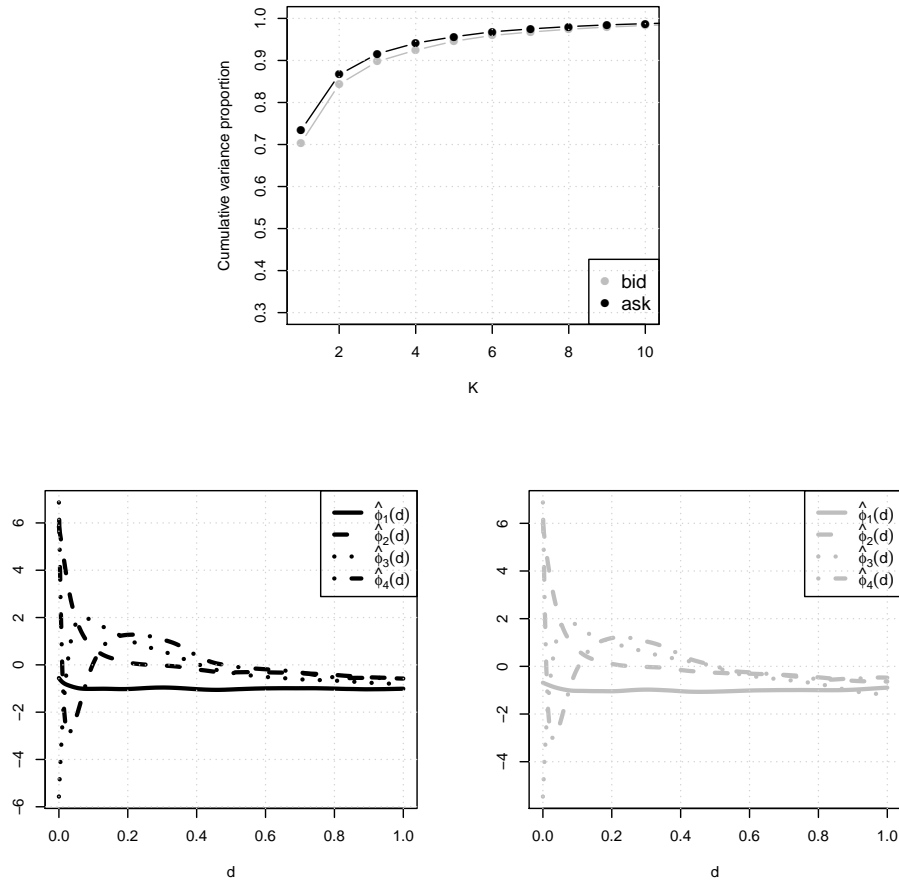 Cumulative variance proportion
1.0
0.9
0.8
0.7
0.6
0.5
0.4
0.3
bid
ask
2 4 6 8 10
K
6
4
2
0
−2
−4
−6
ϕ̂₁(d)
ϕ̂₂(d)
ϕ̂₃(d)
ϕ̂₄(d)
0.0 0.2 0.4 0.6 0.8 1.0
d
6
4
2
0
−2
−4
ϕ̂₁(d)
ϕ̂₂(d)
ϕ̂₃(d)
ϕ̂₄(d)
0.0 0.2 0.4 0.6 0.8 1.0
d